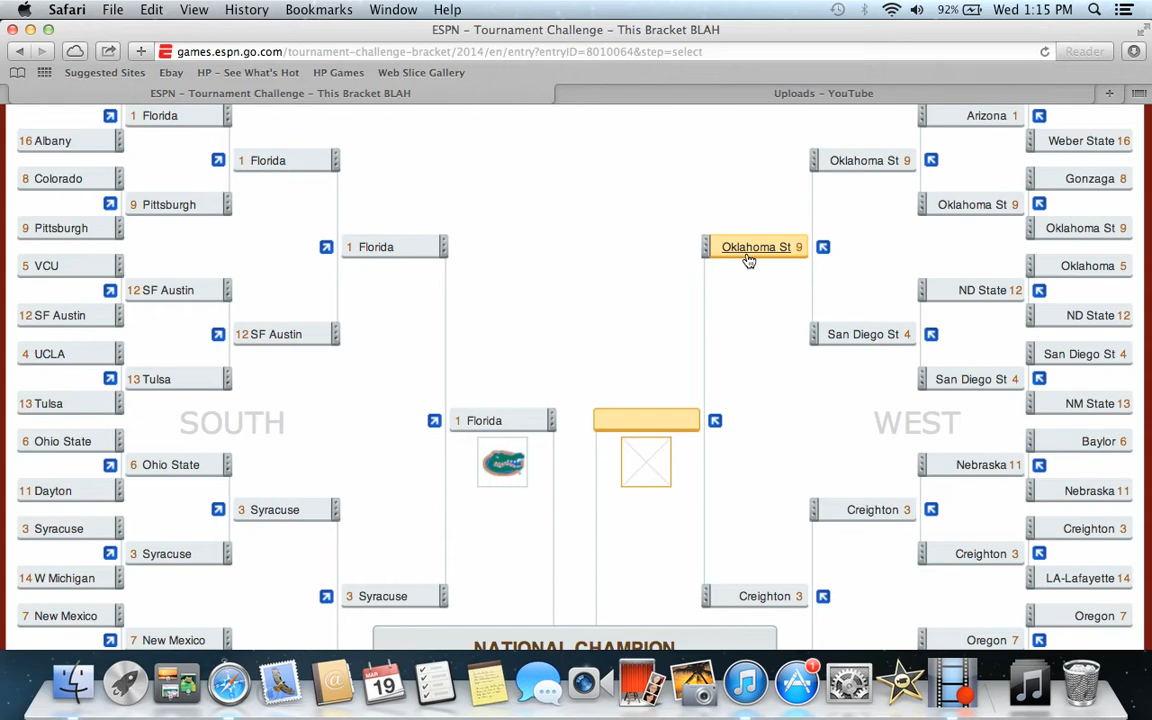 Safari File Edit View History Bookmarks Window Help 92% Wed 1:15 PM
ESPN - Tournament Challenge - This Bracket BLAH
games.espn.go.com/tournament-challenge-bracket/2014/en/entry?entryID=8010064&step=select Reader
Suggested Sites Ebay HP - See What's Hot HP Games Web Slice Gallery
ESPN - Tournament Challenge - This Bracket BLAH Uploads - YouTube
1 Florida Arizona 1
16 Albany Weber State 16
1 Florida Oklahoma St 9
8 Colorado Gonzaga 8
9 Pittsburgh Oklahoma St 9
9 Pittsburgh Oklahoma St 9
1 Florida Oklahoma St 9
5 VCU Oklahoma 5
12 SF Austin ND State 12
12 SF Austin ND State 12
12 SF Austin San Diego St 4
4 UCLA San Diego St 4
13 Tulsa San Diego St 4
13 Tulsa NM State 13
SOUTH 1 Florida WEST
6 Ohio State Baylor 6
6 Ohio State Nebraska 11
11 Dayton Nebraska 11
3 Syracuse Creighton 3
3 Syracuse Creighton 3
3 Syracuse Creighton 3
14 W Michigan LA-Lafayette 14
3 Syracuse Creighton 3
7 New Mexico Oregon 7
7 New Mexico Oregon 7
NATIONAL CHAMPION
MAR
19
1